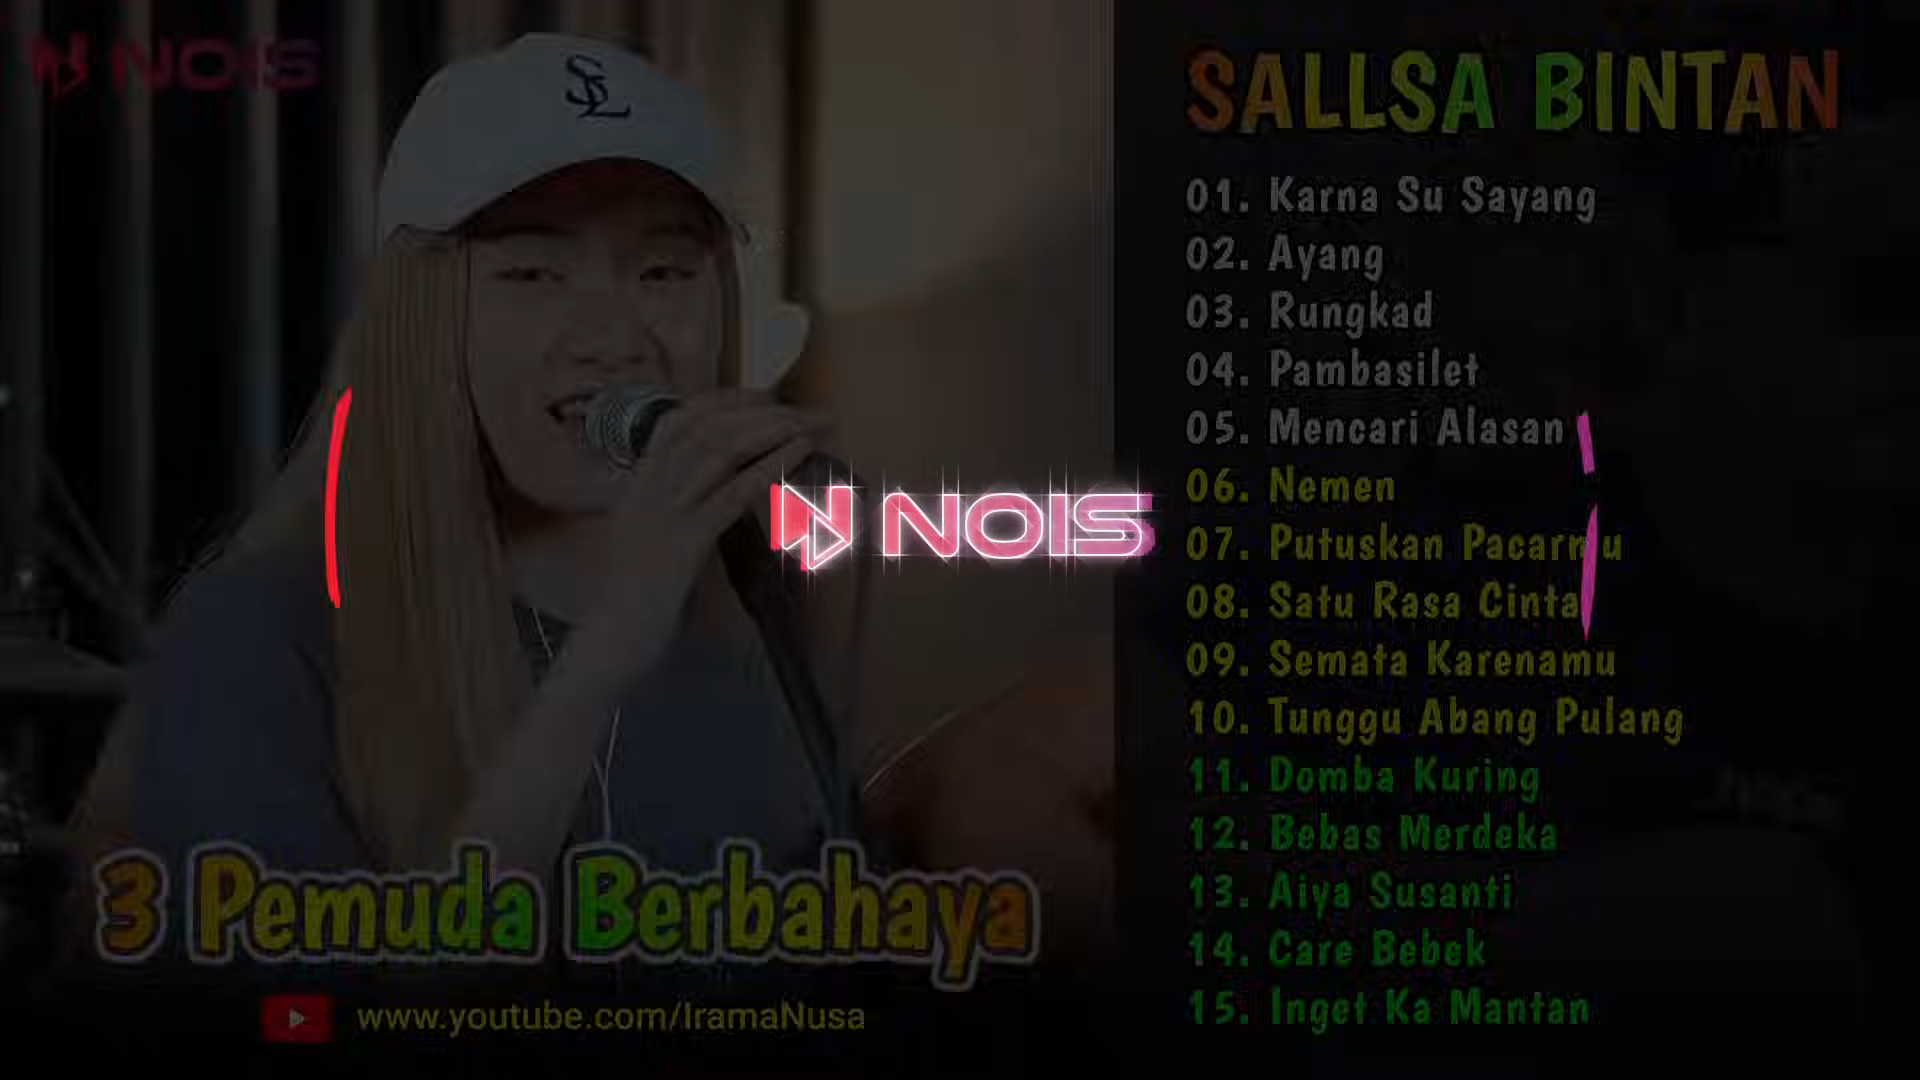 NOIS
SL
SALLSA BINTAN
01. Karna Su Sayang
02. Ayang
03. Rungkad
04. Pambasilet
05. Mencari Alasan
06. Nemen
NOIS
07. Putuskan Pacarmu
08. Satu Rasa Cinta
09. Semata Karenamu
10. Tunggu Abang Pulang
11. Domba Kuring
12. Bebas Merdeka
13. Aiya Susanti
14. Care Bebek
15. Inget Ka Mantan
3 Pemuda Berbahaya
www.youtube.com/IramaNusa